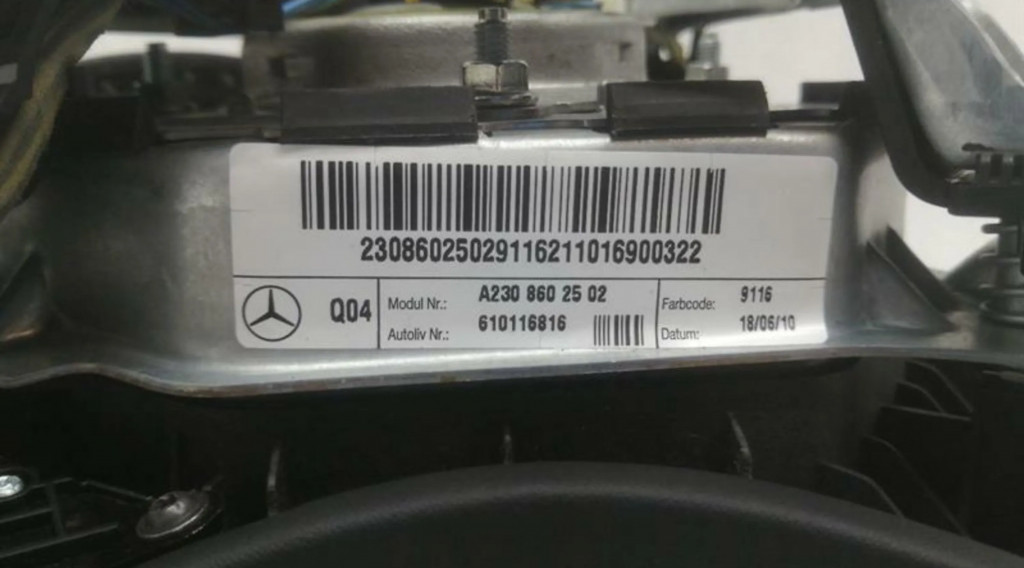 23086025029116211016900322
Q04
Modul Nr.: A230 860 25 02
Autoliv Nr.: 610116816
Farbcode: 9116
Datum: 18/06/10